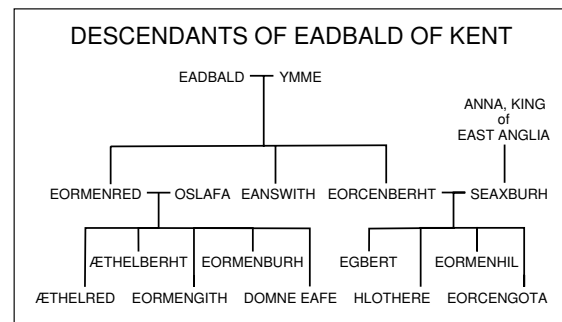 DESCENDANTS OF EADBALD OF KENT
EADBALD YMME
ANNA, KING
of
EAST ANGLIA
EORMENRED OSLAFA EANSWITH EORCENBERHT SEAXBURH
ÆTHELBERHT EORMENBURH EGBERT EORMENHIL
ÆTHELRED EORMENGITH DOMNE EAFE HLOTHERE EORCENGOTA